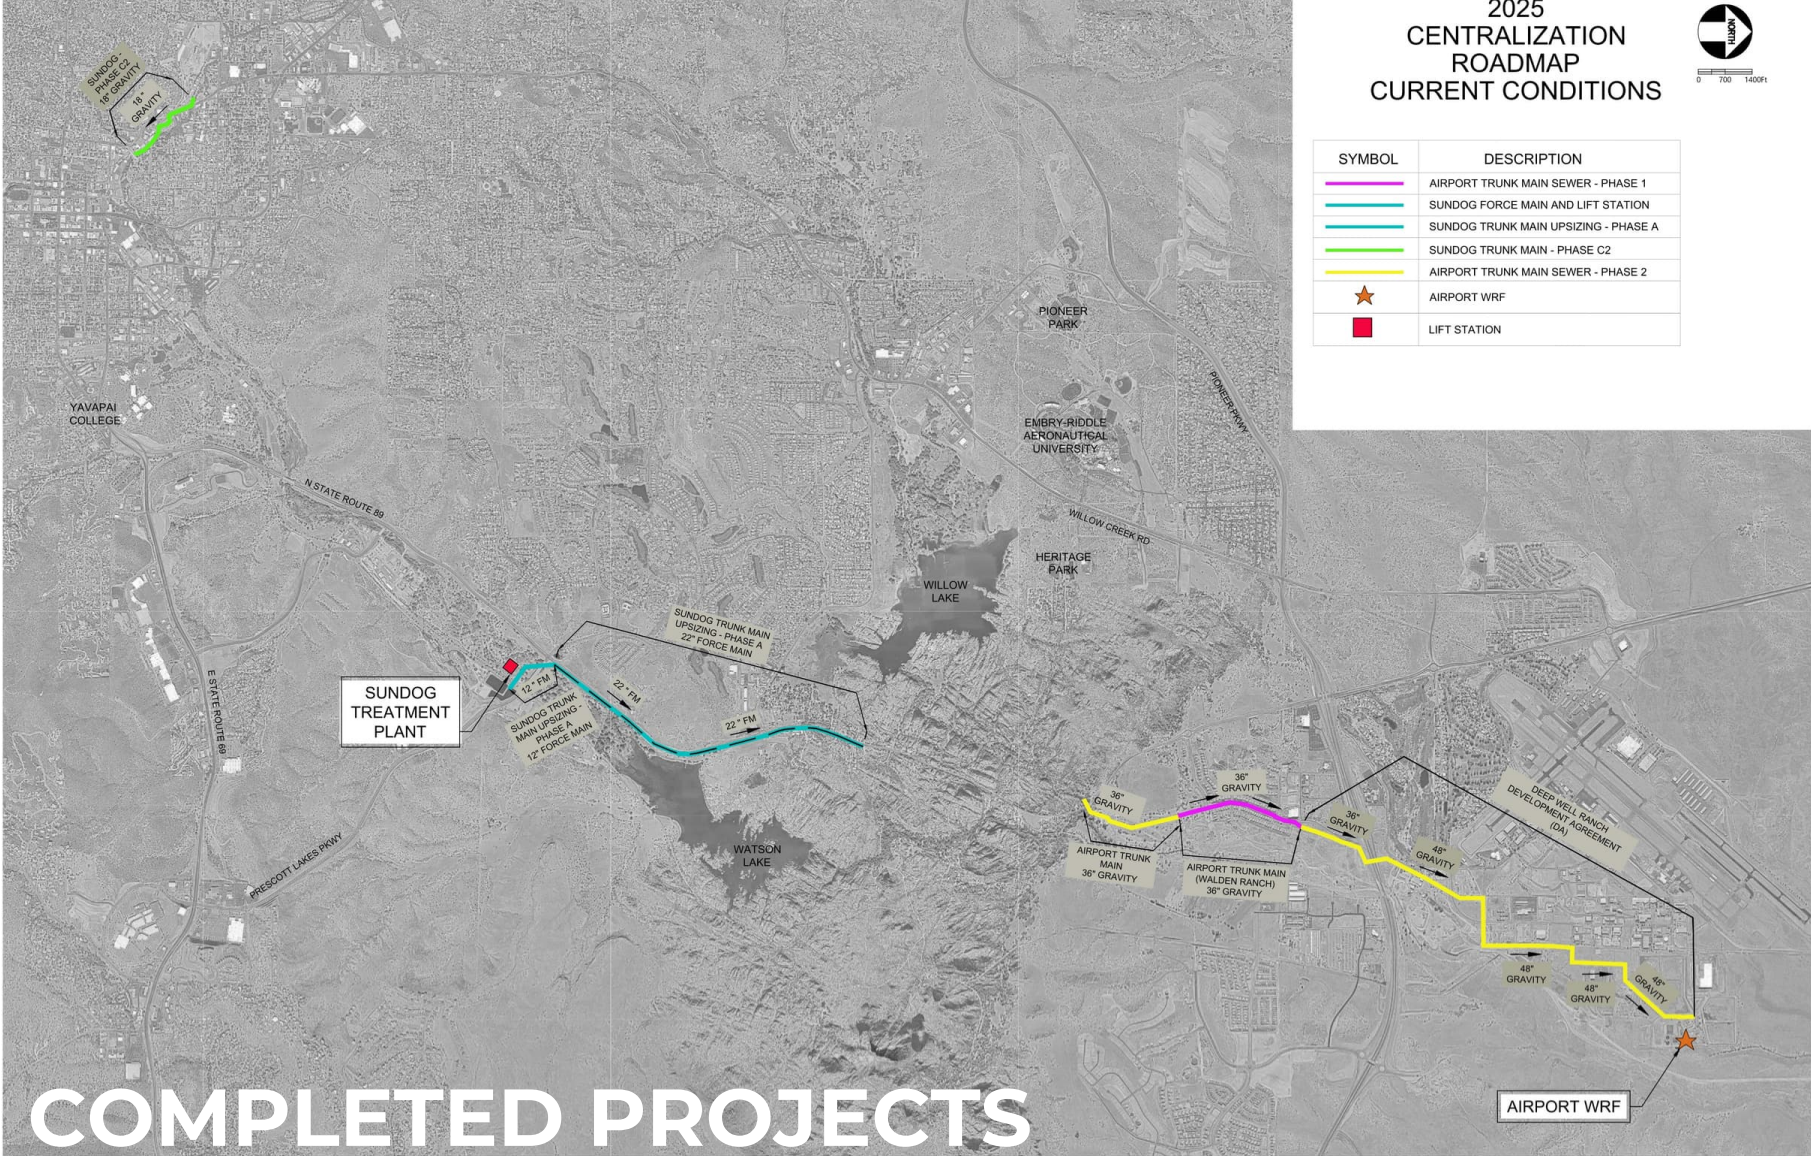 2025
CENTRALIZATION
ROADMAP
CURRENT CONDITIONS
NORTH
0 700 1400Ft
SYMBOL DESCRIPTION
AIRPORT TRUNK MAIN SEWER - PHASE 1
SUNDOG FORCE MAIN AND LIFT STATION
SUNDOG TRUNK MAIN UPSIZING - PHASE A
SUNDOG TRUNK MAIN - PHASE C2
AIRPORT TRUNK MAIN SEWER - PHASE 2
AIRPORT WRF
LIFT STATION
SUNDOG -
PHASE C2
18" GRAVITY
18"
GRAVITY
PIONEER
PARK
PIONEER PKWY
YAVAPAI
COLLEGE
EMBRY-RIDDLE
AERONAUTICAL
UNIVERSITY
N STATE ROUTE 89
WILLOW CREEK RD
HERITAGE
PARK
WILLOW
LAKE
SUNDOG TRUNK MAIN
UPSIZING - PHASE A
22" FORCE MAIN
E STATE ROUTE 69
SUNDOG
TREATMENT
PLANT
12 " FM
22 " FM
22 " FM
SUNDOG TRUNK
MAIN UPSIZING -
PHASE A
12" FORCE MAIN
WATSON
LAKE
PRESCOTT LAKES PKWY
36"
GRAVITY
36"
GRAVITY
36"
GRAVITY
48"
GRAVITY
DEEP WELL RANCH
DEVELOPMENT AGREEMENT
(DA)
AIRPORT TRUNK
MAIN
36" GRAVITY
AIRPORT TRUNK MAIN
(WALDEN RANCH)
36" GRAVITY
48"
GRAVITY
48"
GRAVITY
48"
GRAVITY
AIRPORT WRF
COMPLETED PROJECTS